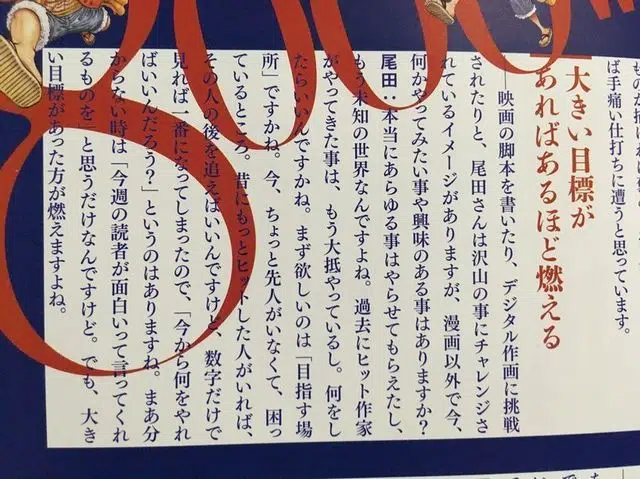 ば手痛い仕打ちに遭うと思っています。
大きい目標が
あればあるほど燃える
──映画の脚本を書いたり、デジタル作画に挑戦
されたりと、尾田さんは沢山の事にチャレンジさ
れているイメージがありますが、漫画以外で今、
何かやってみたい事や興味のある事はありますか?
尾田:本当にあらゆる事はやらせてもらえたし、
もう未知の世界なんですよね。過去にヒット作家
がやってきた事は、もう大抵やっているし。何をし
たらいいんですかね。まず欲しいのは「目指す場
所」ですかね。今、ちょっと先人がいなくて、困っ
ているところ。昔にもっとヒットした人がいれば、
その人の後を追えばいいんですけど、数字だけで
見れば一番になってしまったので、「今から何をやれ
ばいいんだろう?」というのはありますね。まあ分
からない時は「今週の読者が面白いって言ってくれ
るものを」と思うだけなんですけど。でも、大き
い目標があった方が燃えますよね。